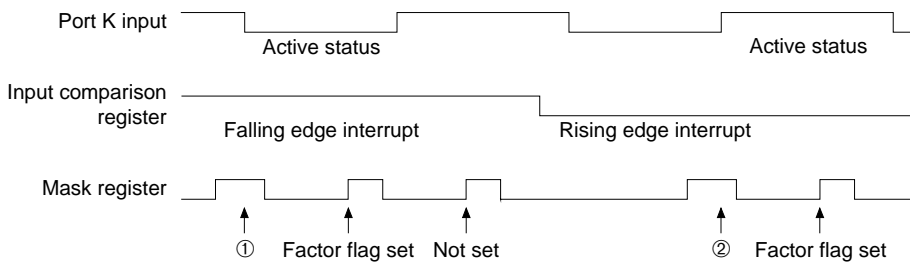 Port K input
Active status
Active status
Input comparison
register
Falling edge interrupt
Rising edge interrupt
Mask register
① Factor flag set Not set ② Factor flag set